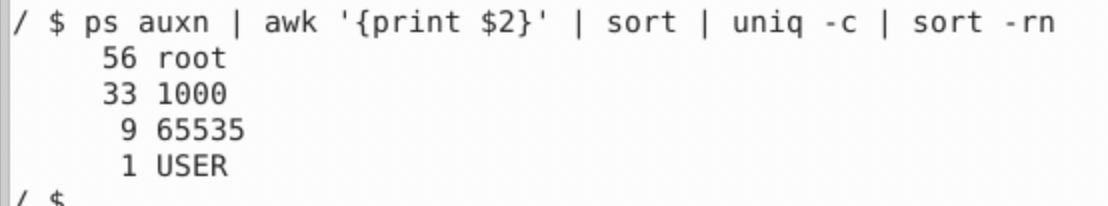 / $ ps auxn | awk '{print $2}' | sort | uniq -c | sort -rn
56 root
33 1000
9 65535
1 USER
/ $